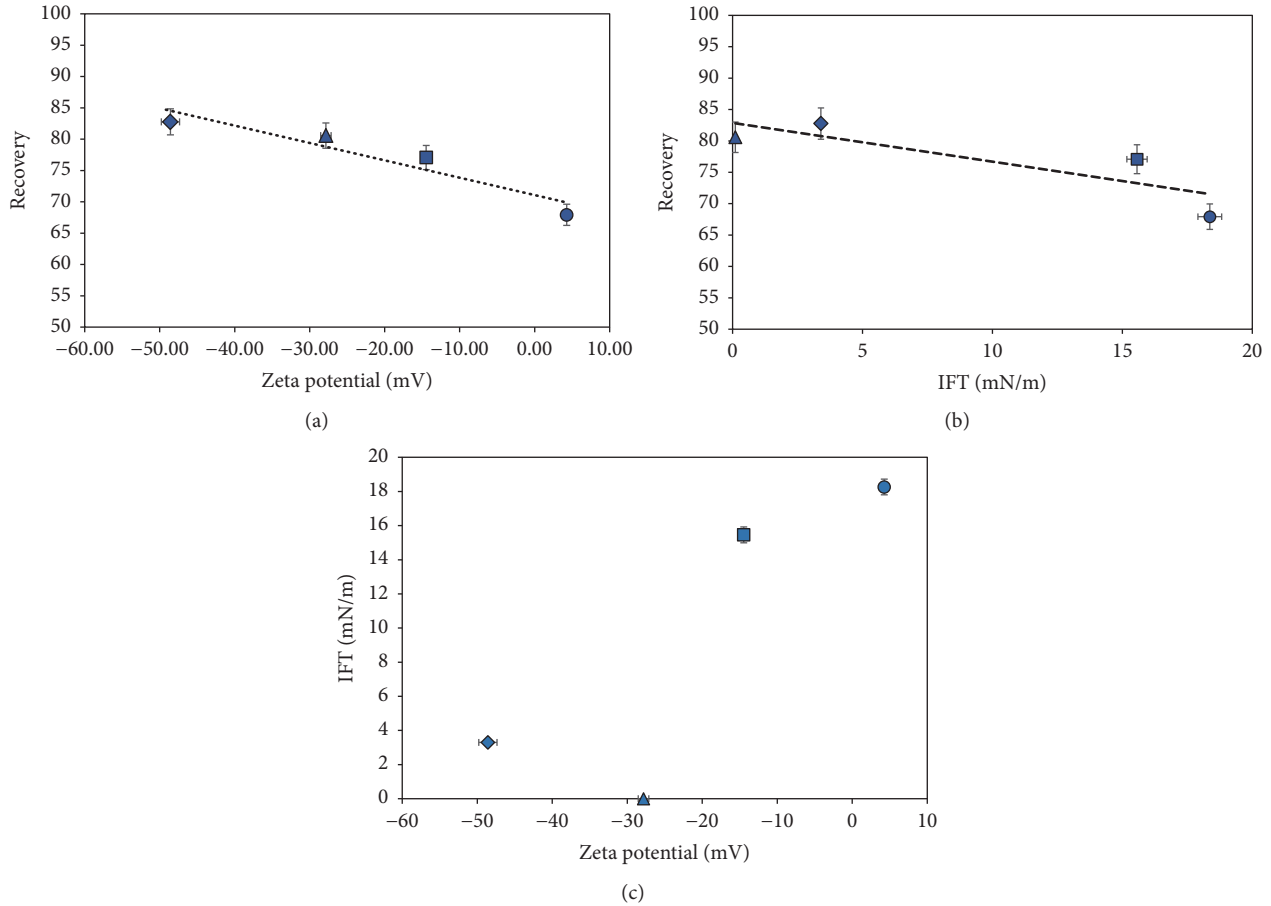 100
95
90
85
80
75
70
65
60
55
50
Recovery
−60.00 −50.00 −40.00 −30.00 −20.00 −10.00 0.00 10.00
Zeta potential (mV)
(a)
100
95
90
85
80
75
70
65
60
55
50
Recovery
0 5 10 15 20
IFT (mN/m)
(b)
20
18
16
14
12
10
8
6
4
2
0
IFT (mN/m)
−60 −50 −40 −30 −20 −10 0 10
Zeta potential (mV)
(c)